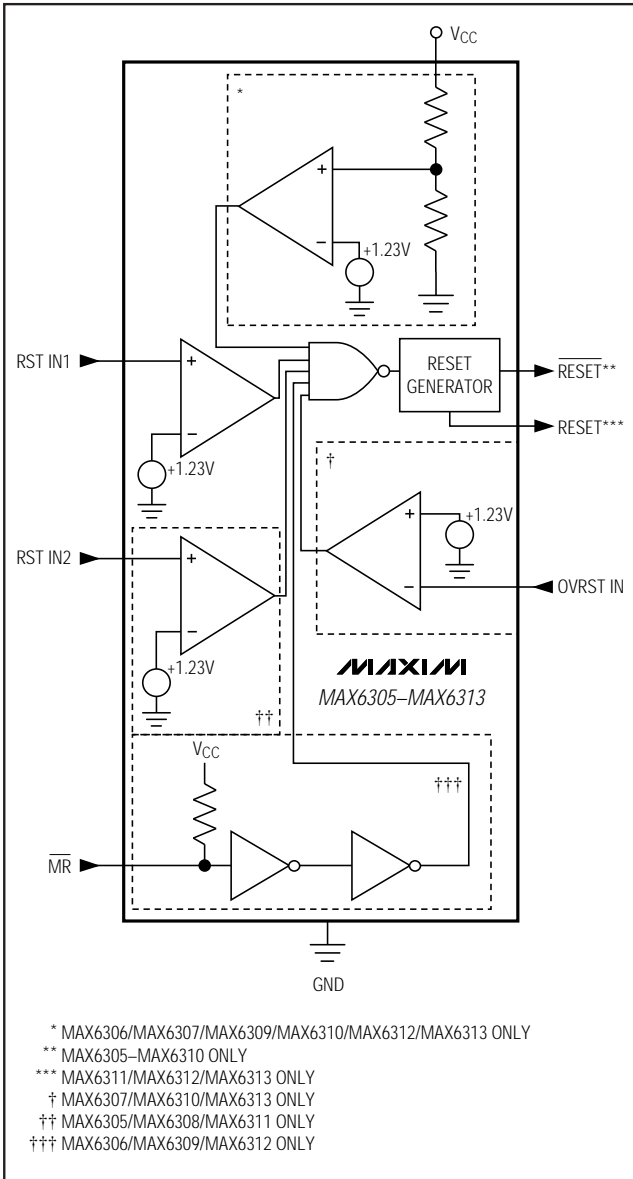 VCC
*
+
−
+1.23V
RST IN1
+
−
+1.23V
RESET
GENERATOR
RESET**
RESET***
†
+
−
+1.23V
OVRST IN
RST IN2
+
−
+1.23V
††
MAXIM
MAX6305–MAX6313
VCC
†††
MR
GND
* MAX6306/MAX6307/MAX6309/MAX6310/MAX6312/MAX6313 ONLY
** MAX6305–MAX6310 ONLY
*** MAX6311/MAX6312/MAX6313 ONLY
† MAX6307/MAX6310/MAX6313 ONLY
†† MAX6305/MAX6308/MAX6311 ONLY
††† MAX6306/MAX6309/MAX6312 ONLY